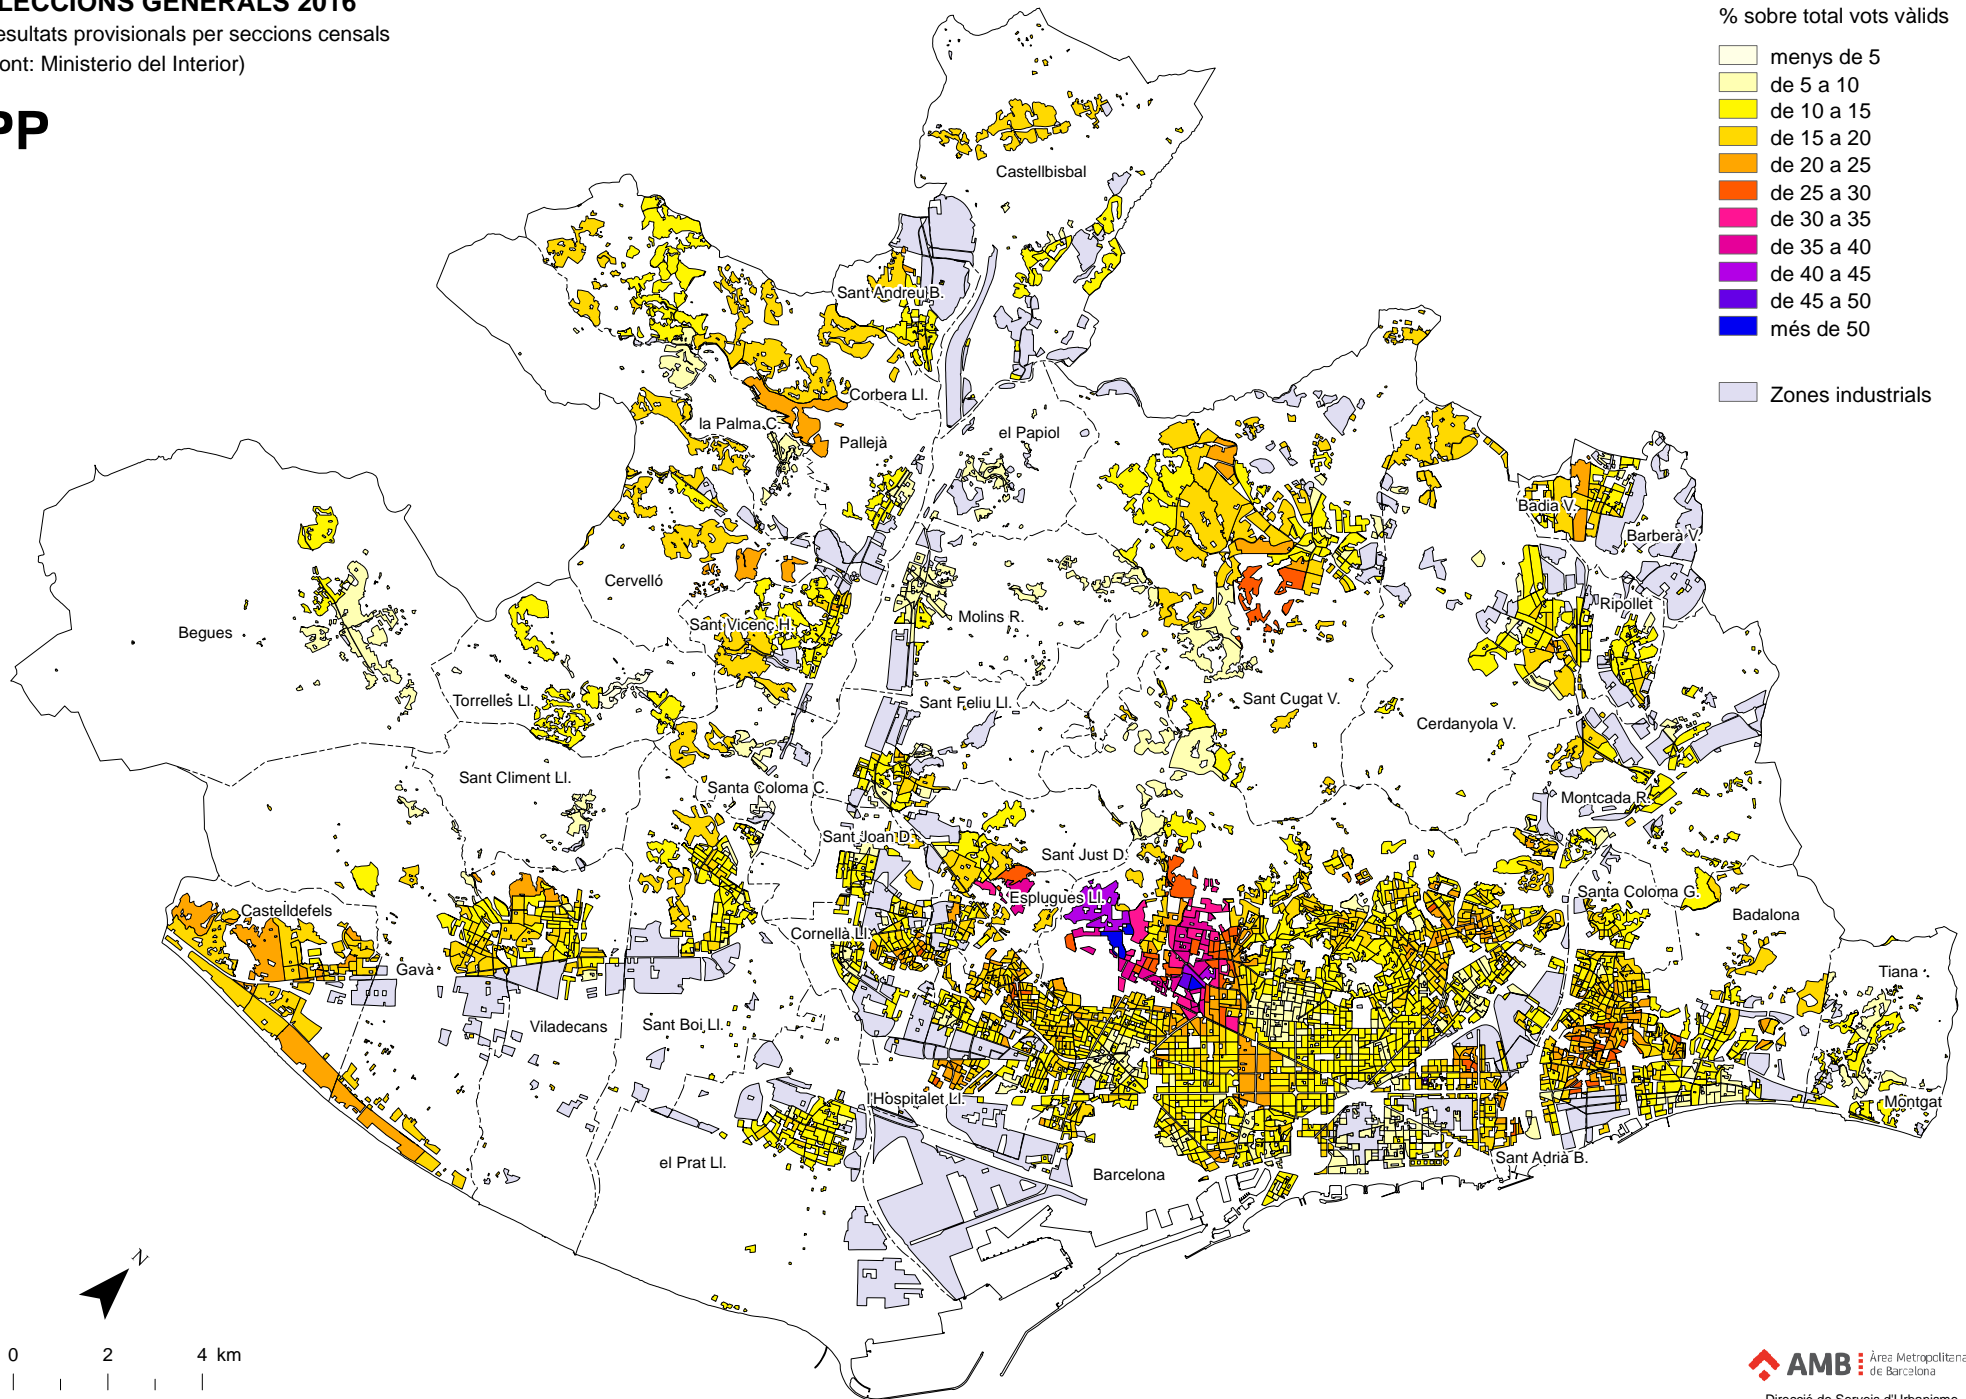 LECCIONS GENERALS 2016
esultats provisionals per seccions censals
ont: Ministerio del Interior)
PP
% sobre total vots vàlids
menys de 5
de 5 a 10
de 10 a 15
de 15 a 20
de 20 a 25
de 25 a 30
de 30 a 35
de 35 a 40
de 40 a 45
de 45 a 50
més de 50
Zones industrials
Castellbisbal
Sant Andreu B.
Corbera Ll.
la Palma C.
Pallejà
el Papiol
Badia V.
Barberà V.
Cervelló
Begues
Sant Vicenç H.
Molins R.
Ripollet
Torrelles Ll.
Sant Feliu Ll.
Sant Cugat V.
Cerdanyola V.
Sant Climent Ll.
Santa Coloma C.
Montcada R.
Sant Joan D.
Sant Just D.
Esplugues Ll.
Santa Coloma G.
Castelldefels
Badalona
Cornellà Ll.
Gavà
Tiana
Viladecans
Sant Boi Ll.
l'Hospitalet Ll.
Montgat
el Prat Ll.
Barcelona
Sant Adrià B.
N
0 2 4 km
AMB Àrea Metropolitana
de Barcelona
Direcció de Serveis d'Urbanisme